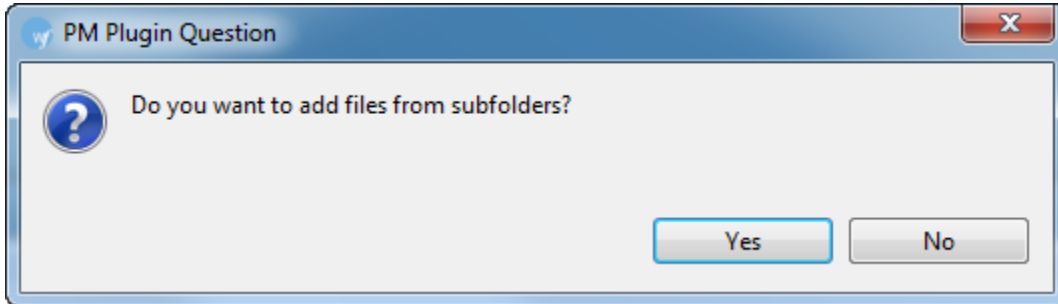 PM Plugin Question
Do you want to add files from subfolders?
Yes No